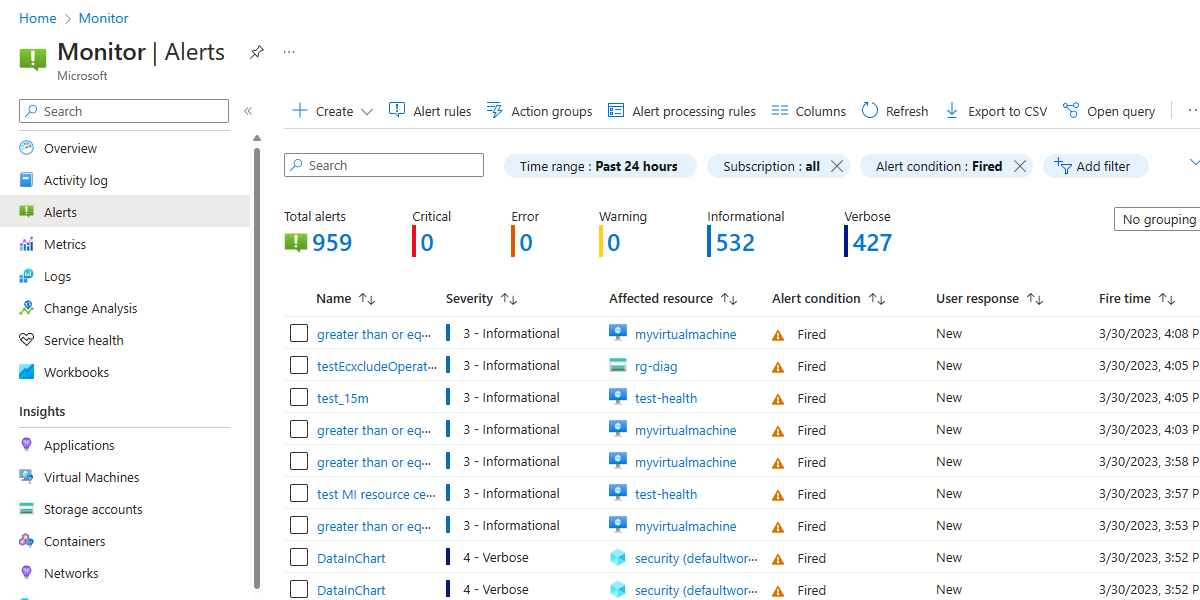 Home > Monitor
Monitor | Alerts ···
Microsoft
Search «
Overview
Activity log
Alerts
Metrics
Logs
Change Analysis
Service health
Workbooks
Insights
Applications
Virtual Machines
Storage accounts
Containers
Networks
Create Alert rules Action groups Alert processing rules Columns Refresh Export to CSV Open query
Search Time range : Past 24 hours Subscription : all Alert condition : Fired Add filter
Total alerts Critical Error Warning Informational Verbose
959 0 0 0 532 427
No grouping
Name Severity Affected resource Alert condition User response Fire time
greater than or eq··· 3 - Informational myvirtualmachine Fired New 3/30/2023, 4:08 P
testEcxcludeOperat··· 3 - Informational rg-diag Fired New 3/30/2023, 4:05 P
test_15m 3 - Informational test-health Fired New 3/30/2023, 4:05 P
greater than or eq··· 3 - Informational myvirtualmachine Fired New 3/30/2023, 4:03 P
greater than or eq··· 3 - Informational myvirtualmachine Fired New 3/30/2023, 3:58 P
test MI resource ce··· 3 - Informational test-health Fired New 3/30/2023, 3:57 P
greater than or eq··· 3 - Informational myvirtualmachine Fired New 3/30/2023, 3:53 P
DataInChart 4 - Verbose security (defaultwor··· Fired New 3/30/2023, 3:52 P
DataInChart 4 - Verbose security (defaultwor··· Fired New 3/30/2023, 3:52 P